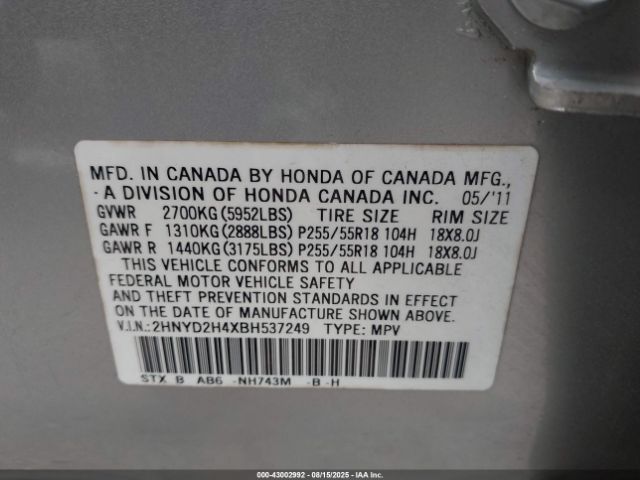 MFD. IN CANADA BY HONDA OF CANADA MFG.,
- A DIVISION OF HONDA CANADA INC. 05/'11
GVWR 2700KG (5952LBS) TIRE SIZE RIM SIZE
GAWR F 1310KG (2888LBS) P255/55R18 104H 18X8.0J
GAWR R 1440KG (3175LBS) P255/55R18 104H 18X8.0J
THIS VEHICLE CONFORMS TO ALL APPLICABLE
FEDERAL MOTOR VEHICLE SAFETY
AND THEFT PREVENTION STANDARDS IN EFFECT
ON THE DATE OF MANUFACTURE SHOWN ABOVE.
V.I.N.: 2HNYD2H4XBH537249 TYPE: MPV
STX B AB6 -NH743M -B -H
000-43002992 - 08/15/2025 - IAA Inc.